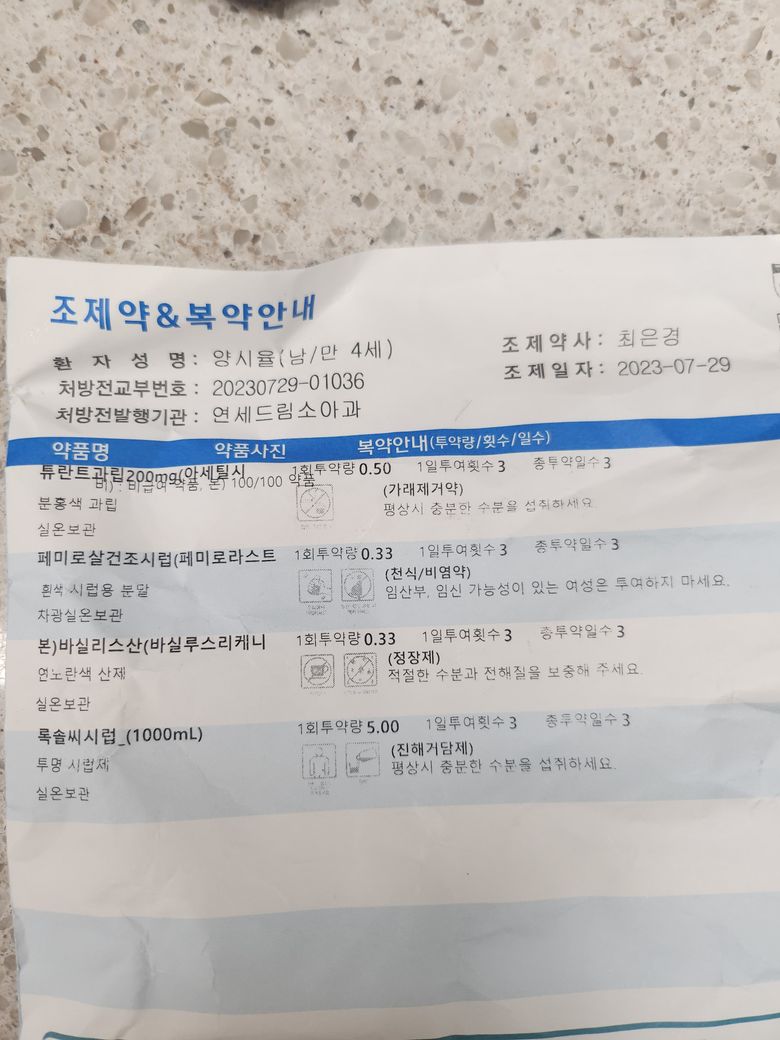 조제약&복약안내
환 자 성 명 : 양시율(남/만 4세)
조제약사: 최은경
처방전교부번호 : 20230729-01036
조제일자: 2023-07-29
처방전발행기관 : 연세드림소아과
약품명 약품사진 복약안내(투약량/횟수/일수)
튜란트과립200mg(아세틸시 1회투약량 0.50 1일투여횟수 3 총투약일수 3
비) : 비급여 약품, 본) 100/100 약품
(가래제거약)
분홍색 과립
평상시 충분한 수분을 섭취하세요.
실온보관
페미로살건조시럽(페미로라스트 1회투약량 0.33 1일투여횟수 3 총투약일수 3
(천식/비염약)
흰색 시럽용 분말
임산부, 임신 가능성이 있는 여성은 투여하지 마세요.
차광실온보관
본)바실리스산(바실루스리케니 1회투약량 0.33 1일투여횟수 3 총투약일수 3
(정장제)
연노란색 산제
적절한 수분과 전해질을 보충해 주세요.
실온보관
록솔씨시럽_(1000mL) 1회투약량 5.00 1일투여횟수 3 총투약일수 3
(진해거담제)
투명 시럽제
평상시 충분한 수분을 섭취하세요.
실온보관